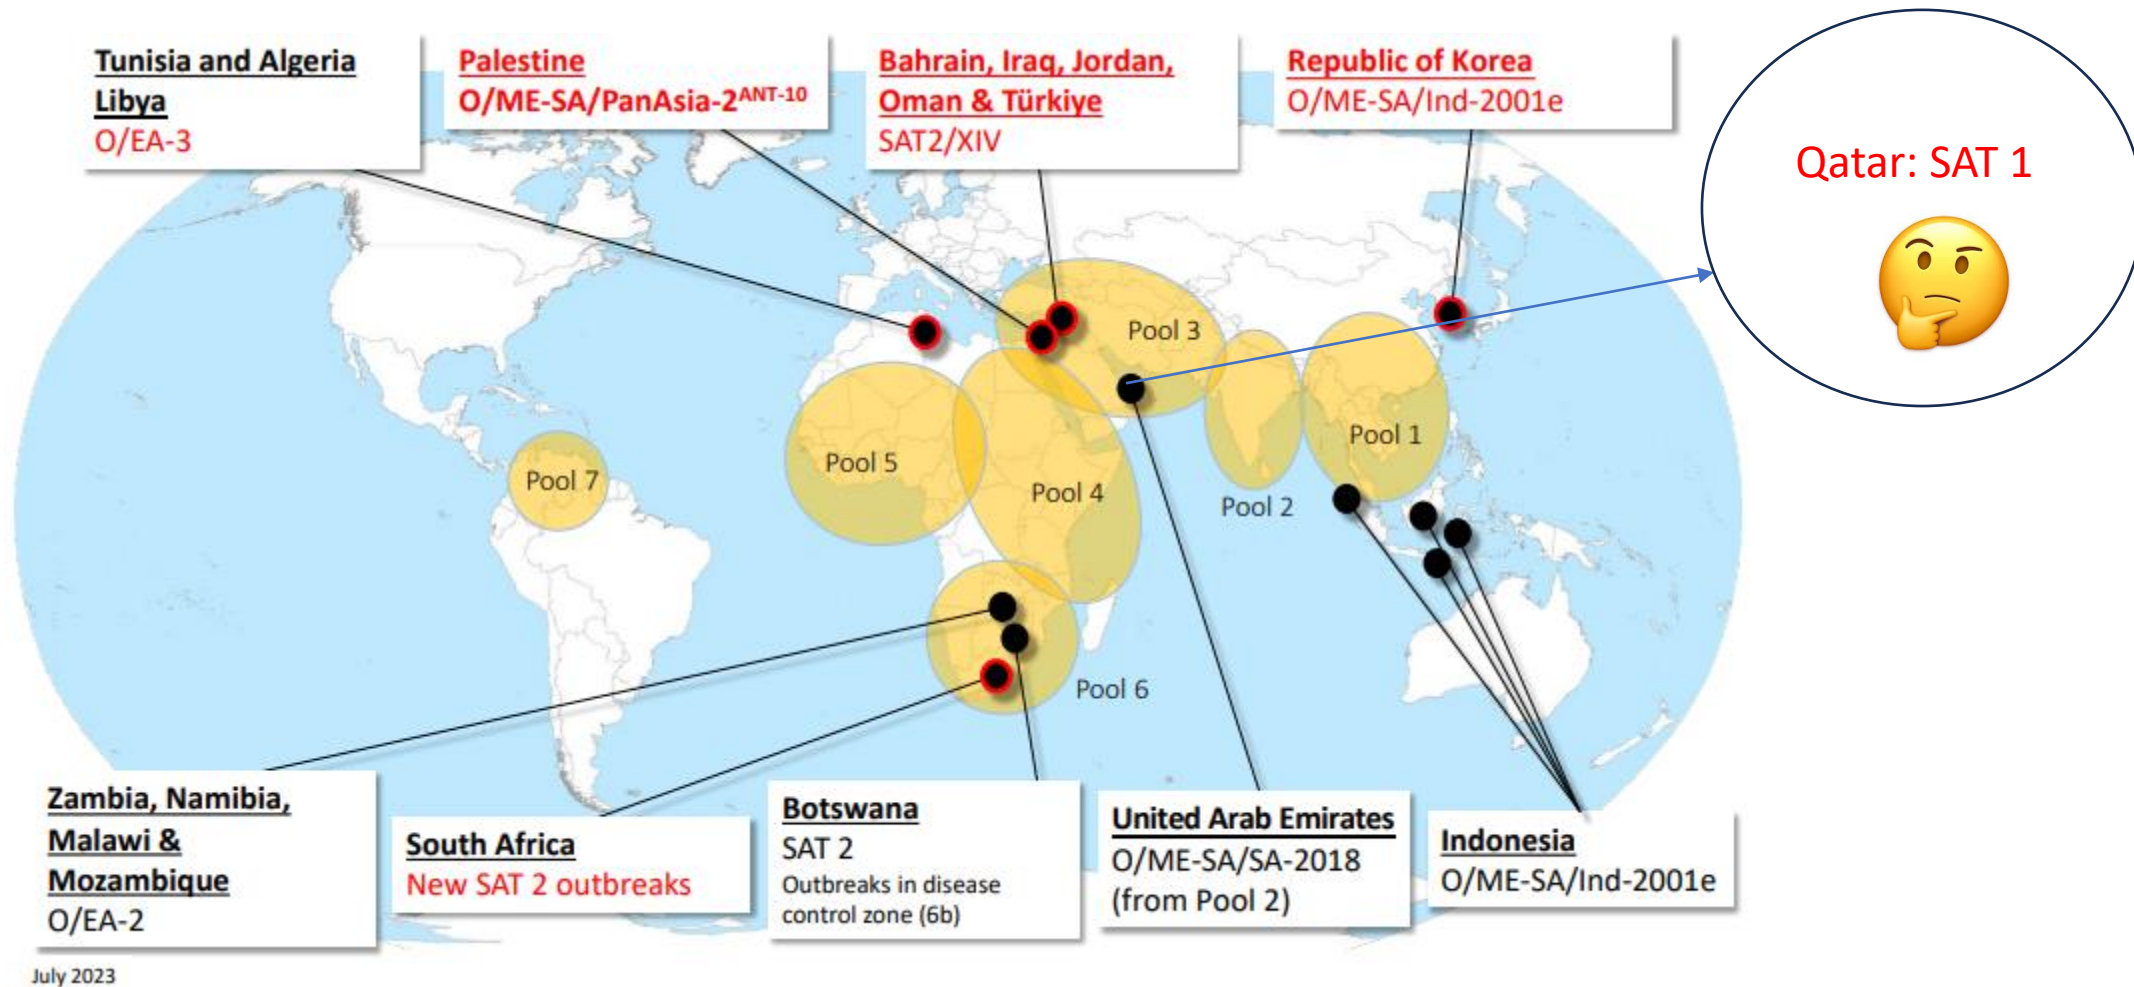 Tunisia and Algeria
Libya
O/EA-3
Palestine
O/ME-SA/PanAsia-2ANT-10
Bahrain, Iraq, Jordan,
Oman & Türkiye
SAT2/XIV
Republic of Korea
O/ME-SA/Ind-2001e
Qatar: SAT 1
Pool 3
Pool 1
Pool 5
Pool 7
Pool 4
Pool 2
Pool 6
Zambia, Namibia,
Malawi &
Mozambique
O/EA-2
South Africa
New SAT 2 outbreaks
Botswana
SAT 2
Outbreaks in disease
control zone (6b)
United Arab Emirates
O/ME-SA/SA-2018
(from Pool 2)
Indonesia
O/ME-SA/Ind-2001e
July 2023